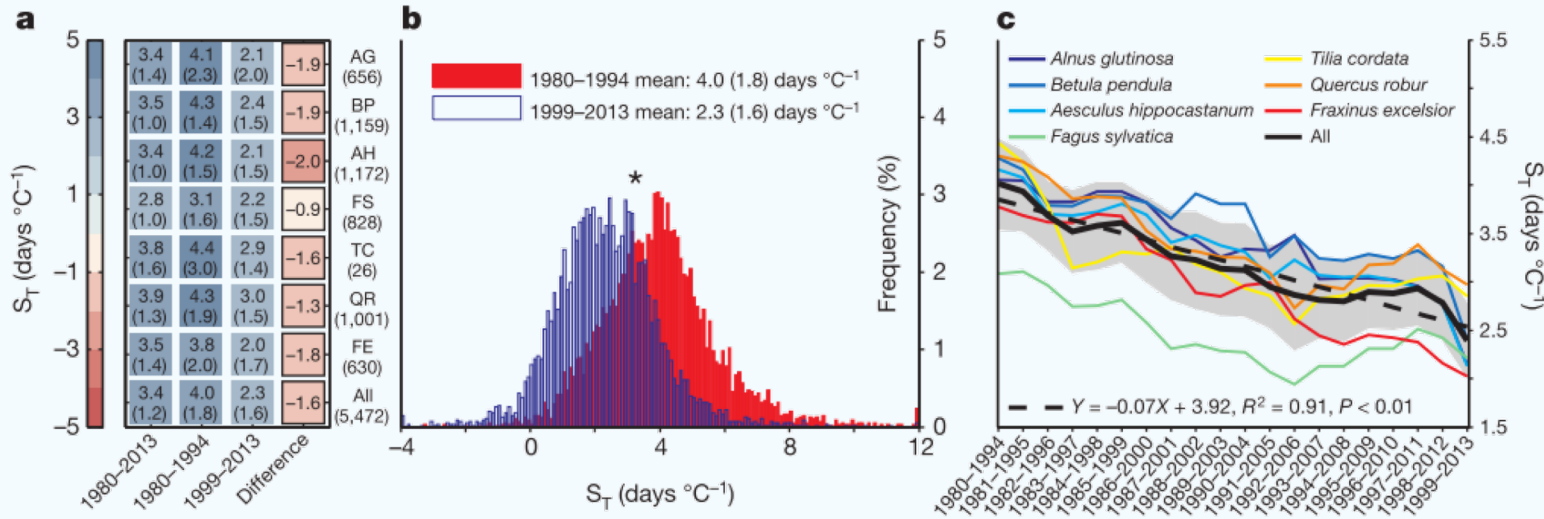 a
S_T (days °C⁻¹)
5
3
1
−1
−3
−5
3.4 4.1 2.1 −1.9 AG
(1.4) (2.3) (2.0) (656)
3.5 4.3 2.4 −1.9 BP
(1.0) (1.4) (1.5) (1,159)
3.4 4.2 2.1 −2.0 AH
(1.0) (1.5) (1.5) (1,172)
2.8 3.1 2.2 −0.9 FS
(1.0) (1.6) (1.5) (828)
3.8 4.4 2.9 −1.6 TC
(1.6) (3.0) (1.4) (26)
3.9 4.3 3.0 −1.3 QR
(1.3) (1.9) (1.5) (1,001)
3.5 3.8 2.0 −1.8 FE
(1.4) (2.0) (1.7) (630)
3.4 4.0 2.3 −1.6 All
(1.2) (1.8) (1.6) (5,472)
1980–2013
1980–1994
1999–2013
Difference
b
1980–1994 mean: 4.0 (1.8) days °C⁻¹
1999–2013 mean: 2.3 (1.6) days °C⁻¹
*
5
4
3
2
1
0
Frequency (%)
−4 0 4 8 12
S_T (days °C⁻¹)
c
Alnus glutinosa
Betula pendula
Aesculus hippocastanum
Fagus sylvatica
Tilia cordata
Quercus robur
Fraxinus excelsior
All
5.5
4.5
3.5
2.5
1.5
S_T (days °C⁻¹)
Y = −0.07X + 3.92, R² = 0.91, P < 0.01
1980–1994
1981–1995
1982–1996
1983–1997
1984–1998
1985–1999
1986–2000
1987–2001
1988–2002
1989–2003
1990–2004
1991–2005
1992–2006
1993–2007
1994–2008
1995–2009
1996–2010
1997–2011
1998–2012
1999–2013